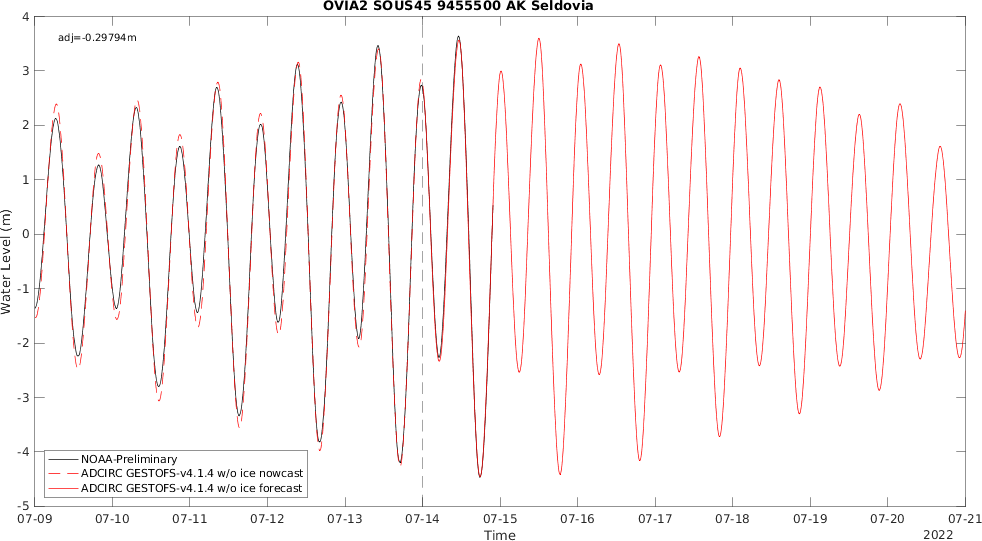 OVIA2 SOUS45 9455500 AK Seldovia
adj=-0.29794m
4
3
2
1
0
-1
-2
-3
-4
-5
Water Level (m)
NOAA-Preliminary
ADCIRC GESTOFS-v4.1.4 w/o ice nowcast
ADCIRC GESTOFS-v4.1.4 w/o ice forecast
07-09 07-10 07-11 07-12 07-13 07-14 07-15 07-16 07-17 07-18 07-19 07-20 07-21
Time
2022